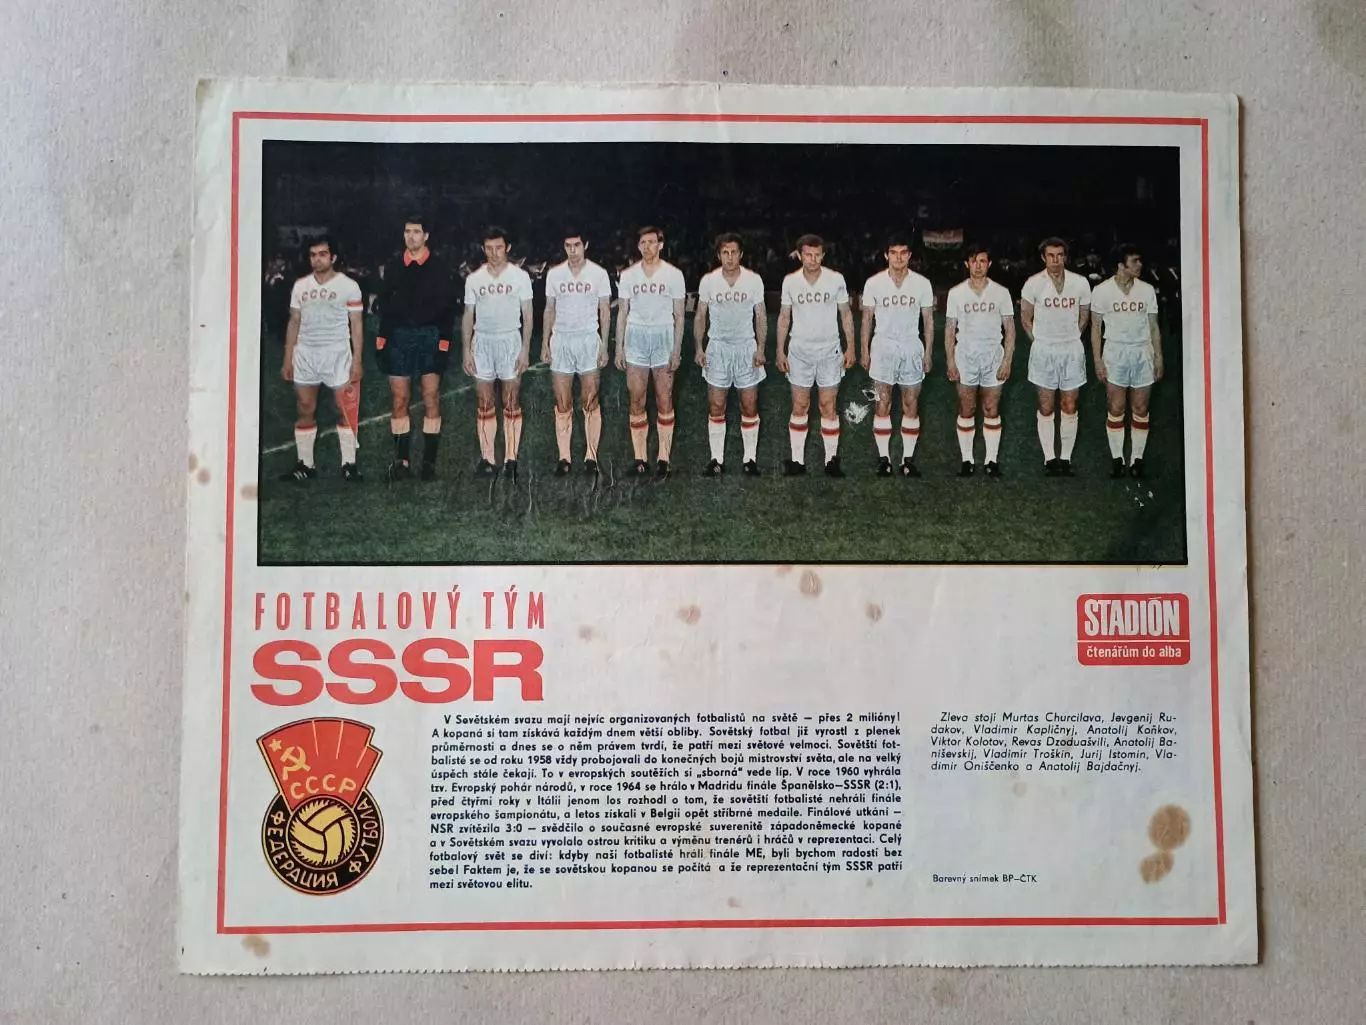 СССР СССР СССР СССР СССР СССР СССР СССР СССР СССР
FOTBALOVÝ TÝM
SSSR
STADIÓN
čtenářům do alba
СССР
ФЕДЕРАЦИЯ ФУТБОЛА
V Sovětském svazu mají nejvíc organizovaných fotbalistů na světě – přes 2 milióny!
A kopaná si tam získává každým dnem větší obliby. Sovětský fotbal již vyrostl z plenek
průměrnosti a dnes se o něm právem tvrdí, že patří mezi světové velmoci. Sovětští fot-
balisté se od roku 1958 vždy probojovali do konečných bojů mistrovství světa, ale na velký
úspěch stále čekají. To v evropských soutěžích si „sborná“ vede líp. V roce 1960 vyhrála
tzv. Evropský pohár národů, v roce 1964 se hrálo v Madridu finále Španělsko–SSSR (2:1),
před čtyřmi roky v Itálii jenom los rozhodl o tom, že sovětští fotbalisté nehráli finále
evropského šampionátu, a letos získali v Belgii opět stříbrné medaile. Finálové utkání –
NSR zvítězila 3:0 – svědčilo o současné evropské suverenitě západoněmecké kopané
a v Sovětském svazu vyvolalo ostrou kritiku a výměnu trenérů i hráčů v reprezentaci. Celý
fotbalový svět se diví: kdyby naši fotbalisté hráli finále ME, byli bychom radostí bez
sebe! Faktem je, že se sovětskou kopanou se počítá a že reprezentační tým SSSR patří
mezi světovou elitu.
Zleva stojí Murtas Churcilava, Jevgenij Ru-
dakov, Vladimír Kapličnyj, Anatolij Koňkov,
Viktor Kolotov, Revas Dzoduašvili, Anatolij Ba-
niševskij, Vladimír Troškin, Jurij Istomin, Vla-
dimír Oniščenko a Anatolij Bajdačnyj.
Barevný snímek BP–ČTK